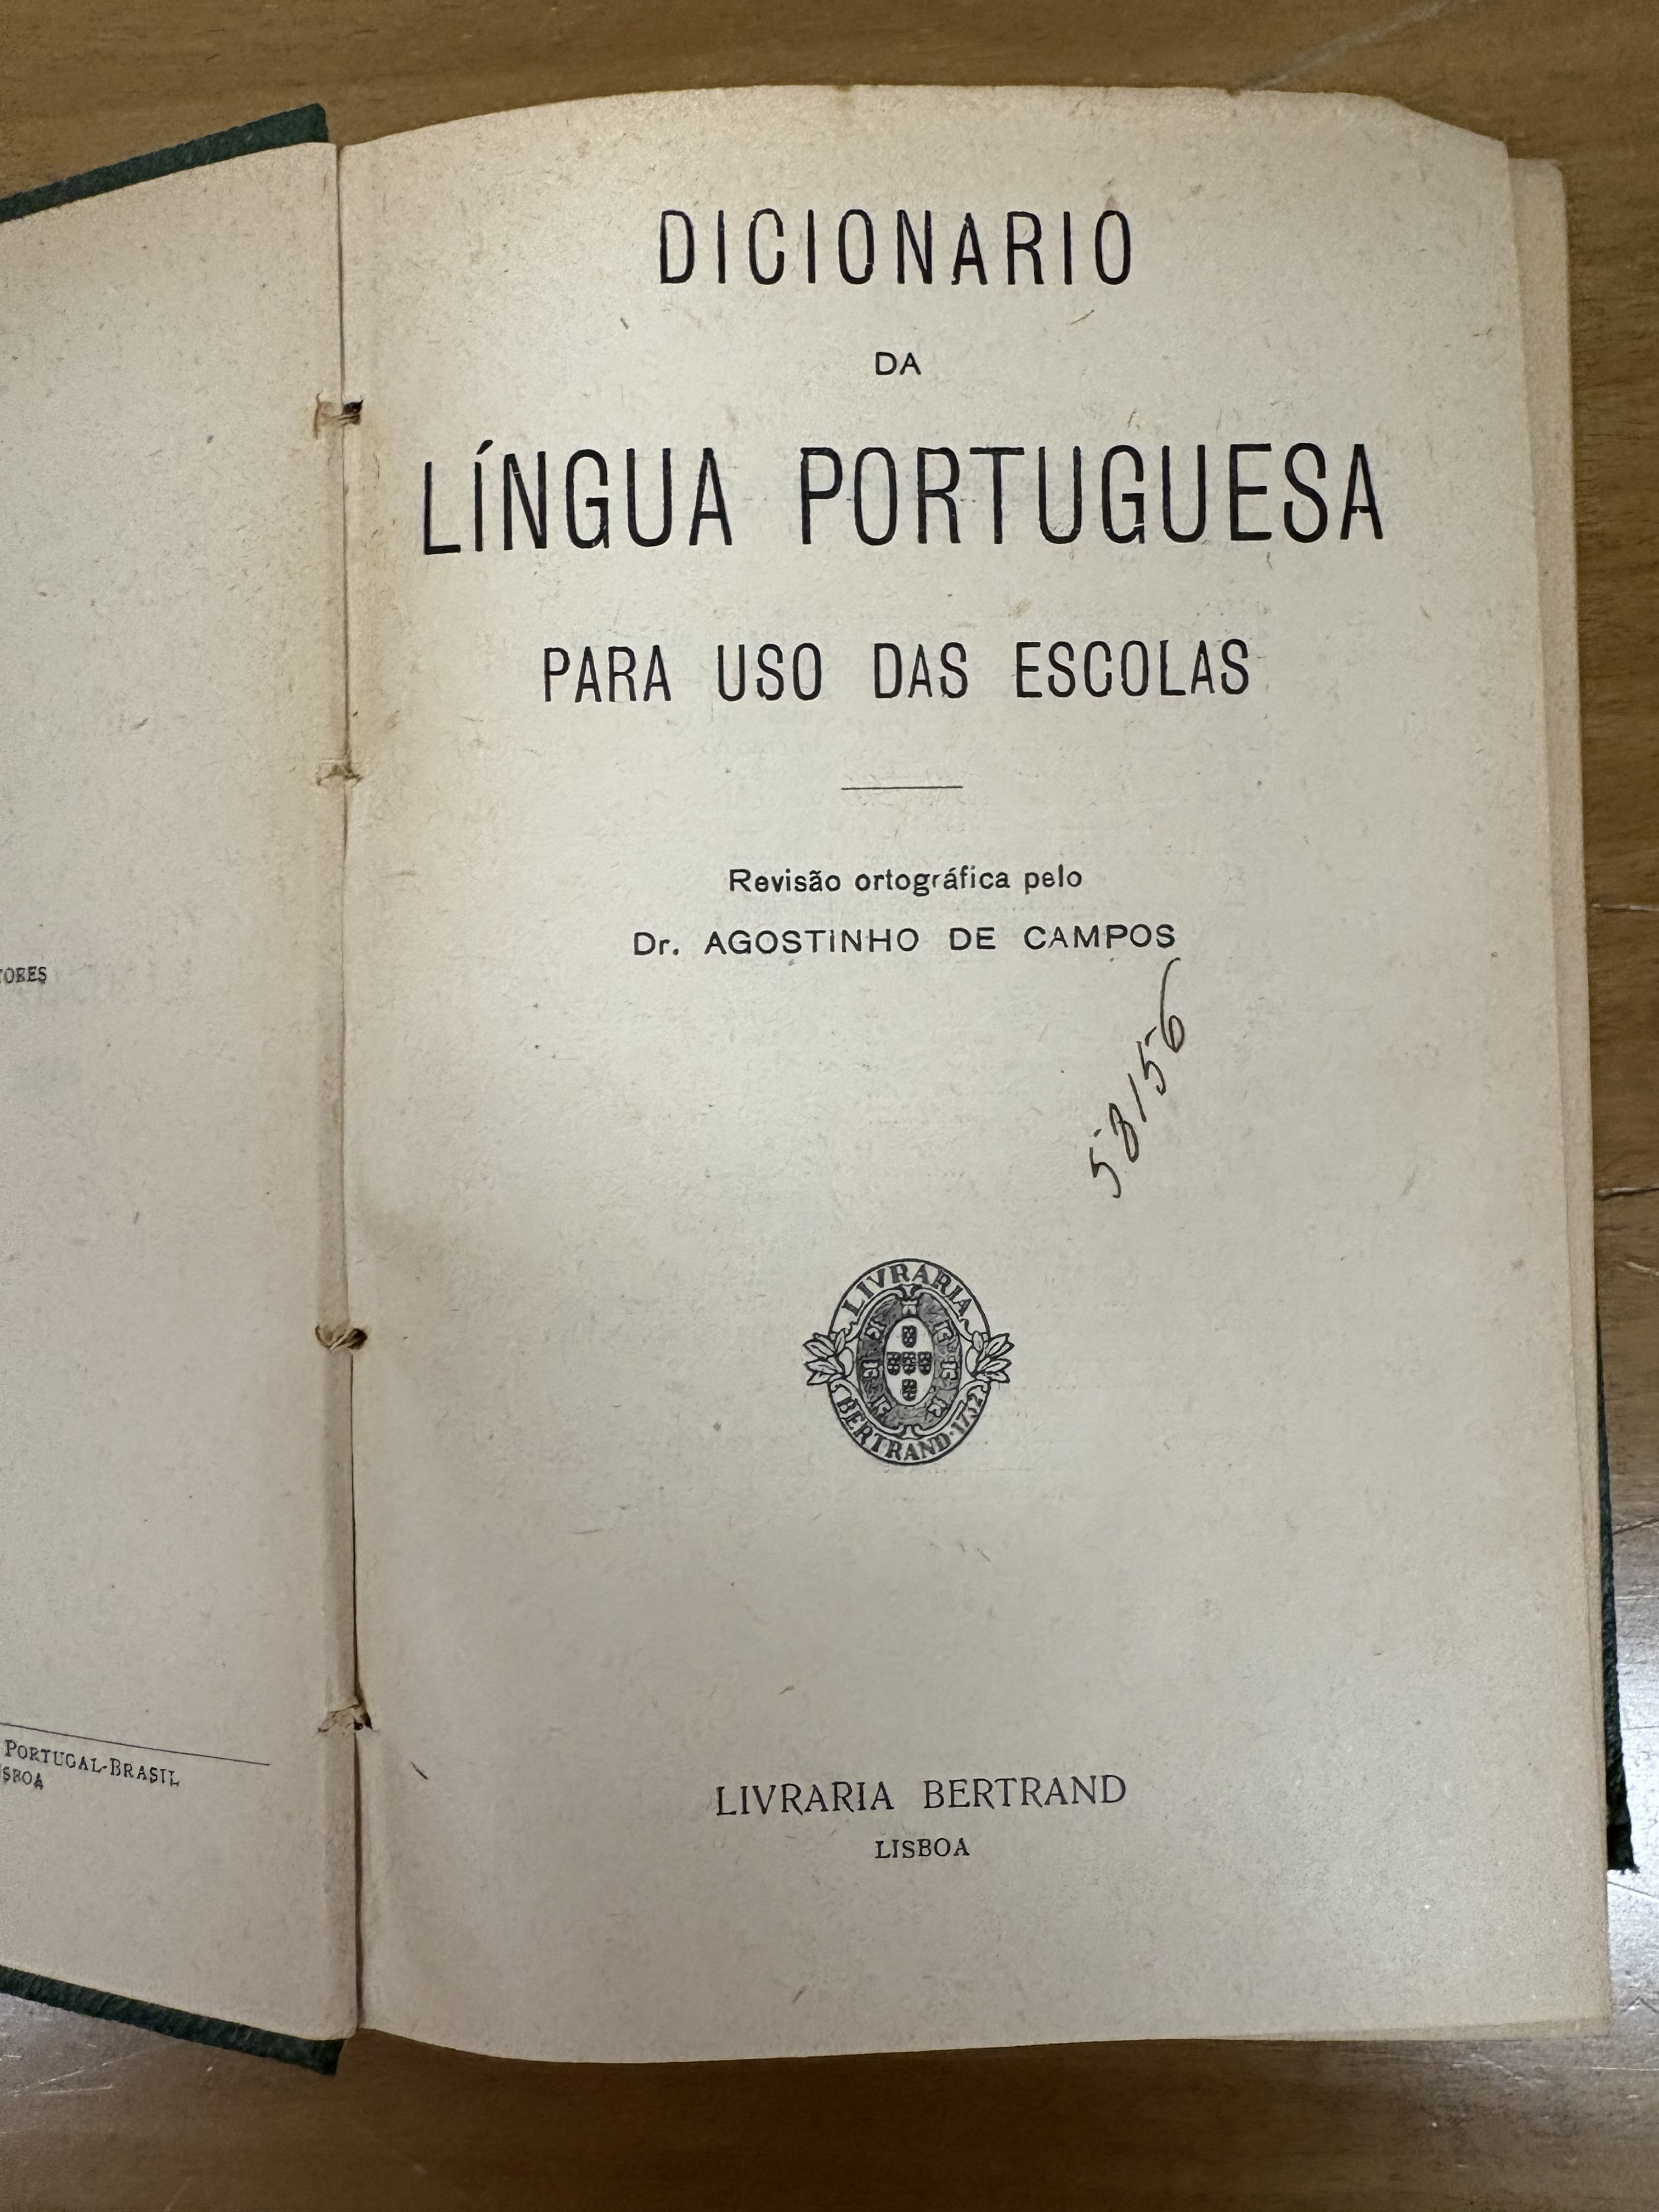 TORES
PORTUGAL-BRASIL
DICIONARIO
DA
LÍNGUA PORTUGUESA
PARA USO DAS ESCOLAS
Revisão ortográfica pelo
Dr. AGOSTINHO DE CAMPOS
58156
LIVRARIA
BERTRAND·1732
LIVRARIA BERTRAND
LISBOA